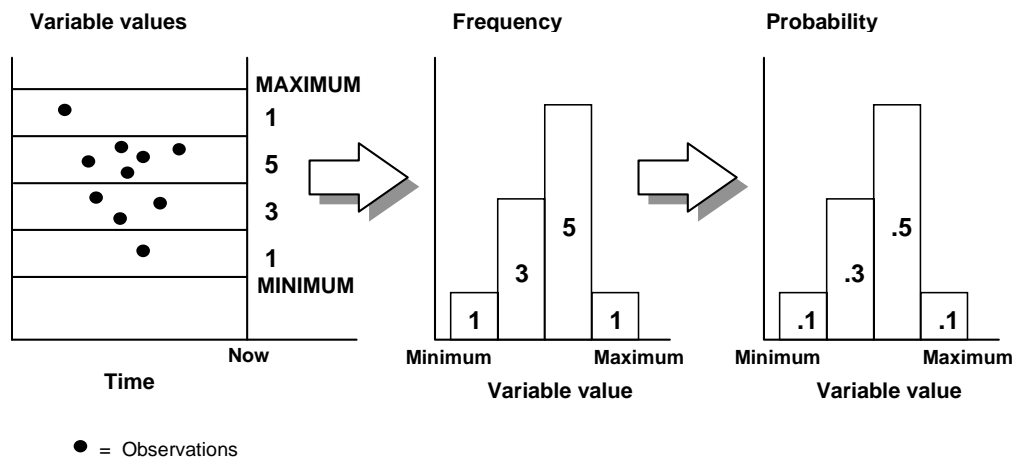 Variable values
MAXIMUM
1
5
3
1
MINIMUM
Now
Time
● = Observations
Frequency
1
3
5
1
Minimum
Maximum
Variable value
Probability
.1
.3
.5
.1
Minimum
Maximum
Variable value